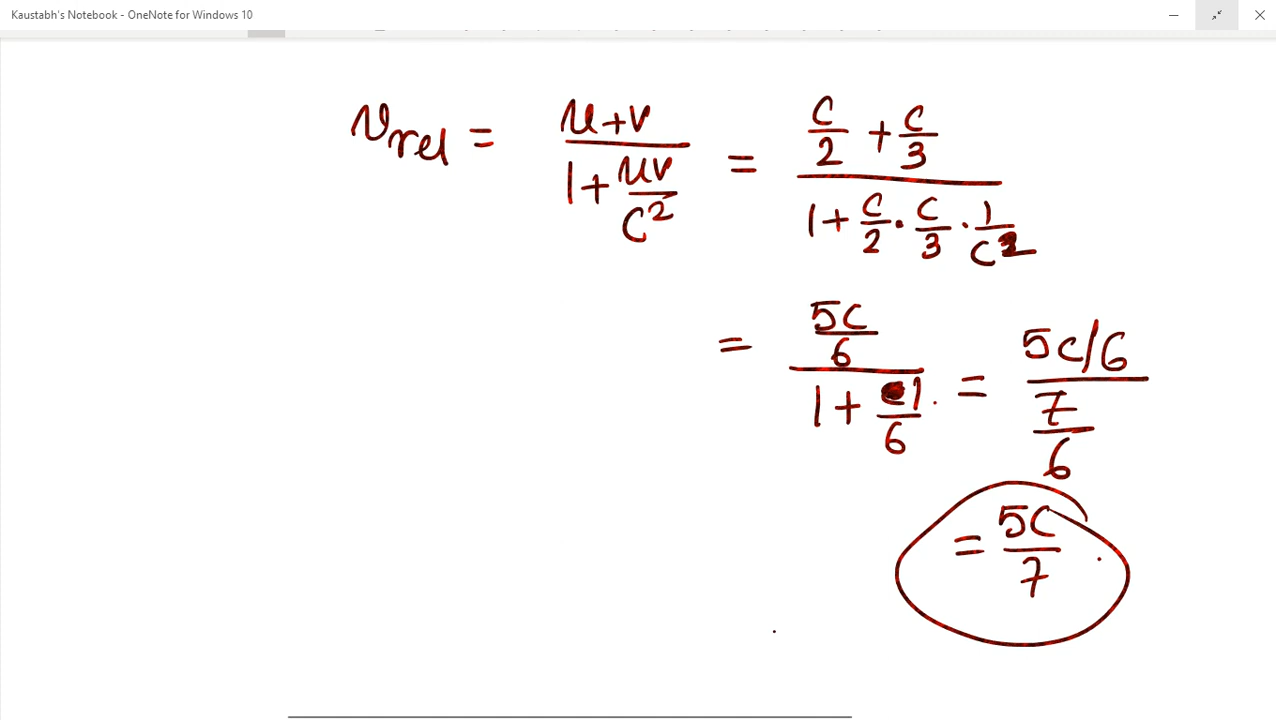 Kaustabh's Notebook - OneNote for Windows 10
v_rel = (u+v)/(1+uv/c²) = (c/2 + c/3)/(1+c/2·c/3·1/c²)
= (5c/6)/(1+1/6) = (5c/6)/(7/6)
= 5c/7